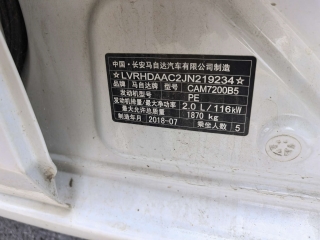 中国·长安马自达汽车有限公司制造
☆LVRHDAAC2JN219234☆
品牌 马自达牌 型号 CAM7200B5
发动机型号 PE
发动机排量/最大净功率 2.0 L/116kW
最大允许总质量 1870 kg
制造年月 2018-07 乘坐人数 5